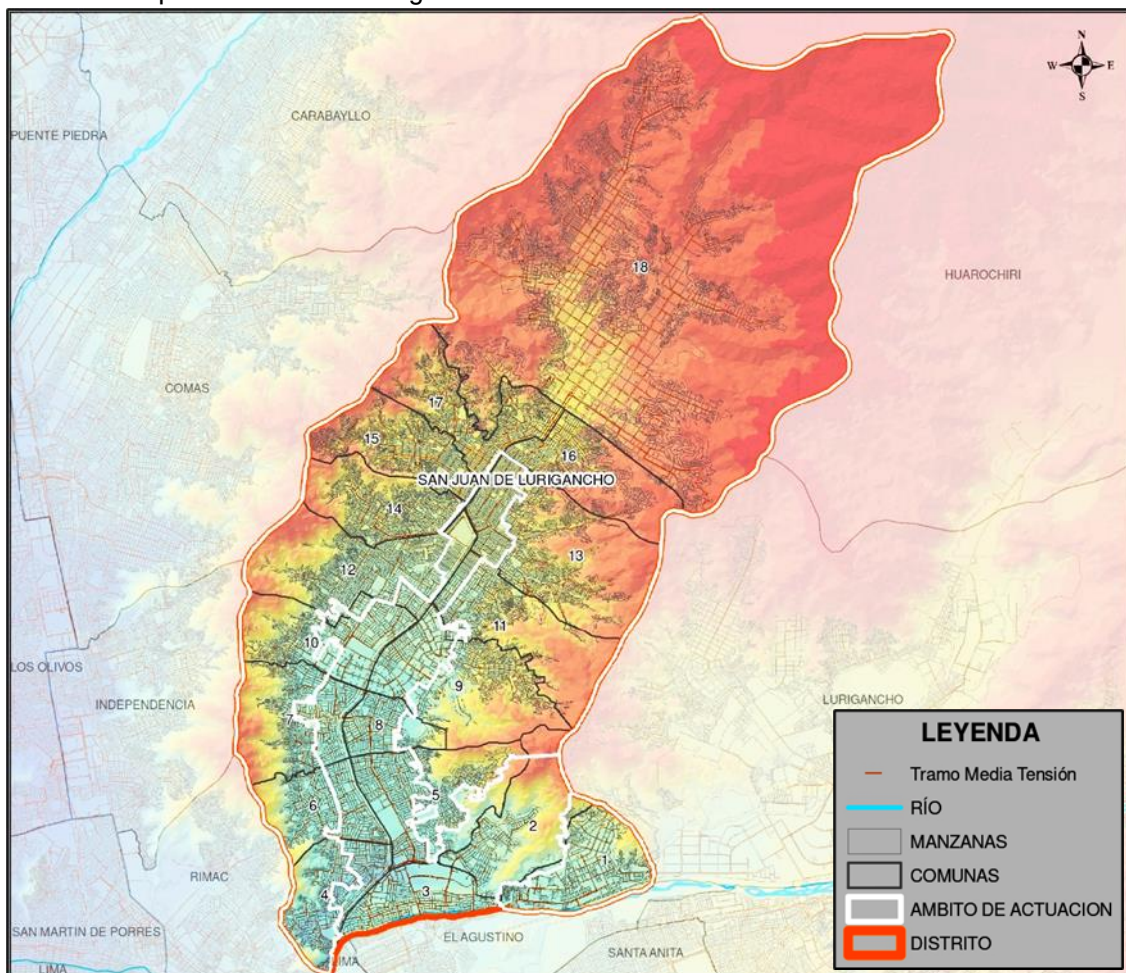 N
W E
S
CARABAYLLO
PUENTE PIEDRA
18
HUAROCHIRI
COMAS
17
15
16
SAN JUAN DE LURIGANCHO
14
13
12
11
10
LOS OLIVOS
9
INDEPENDENCIA
LURIGANCHO
7
8
5
6
2
1
RIMAC
4
3
SAN MARTIN DE PORRES
EL AGUSTINO
SANTA ANITA
LIMA
LIMA
LEYENDA
Tramo Media Tensión
RÍO
MANZANAS
COMUNAS
AMBITO DE ACTUACION
DISTRITO